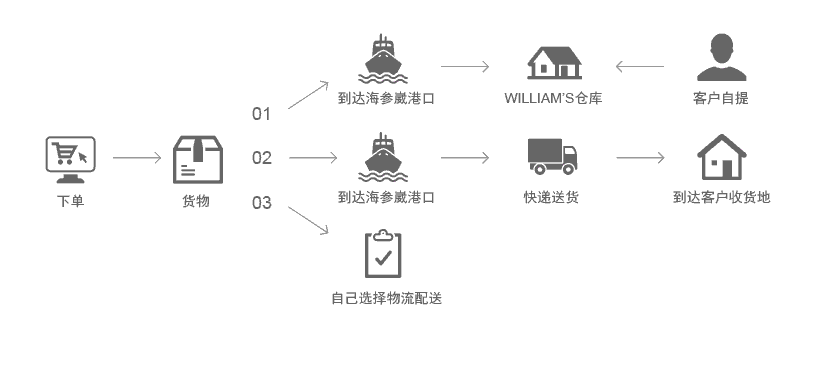 01
到达海参崴港口
WILLIAM'S仓库
客户自提
下单
货物
02
到达海参崴港口
快递送货
到达客户收货地
03
自己选择物流配送